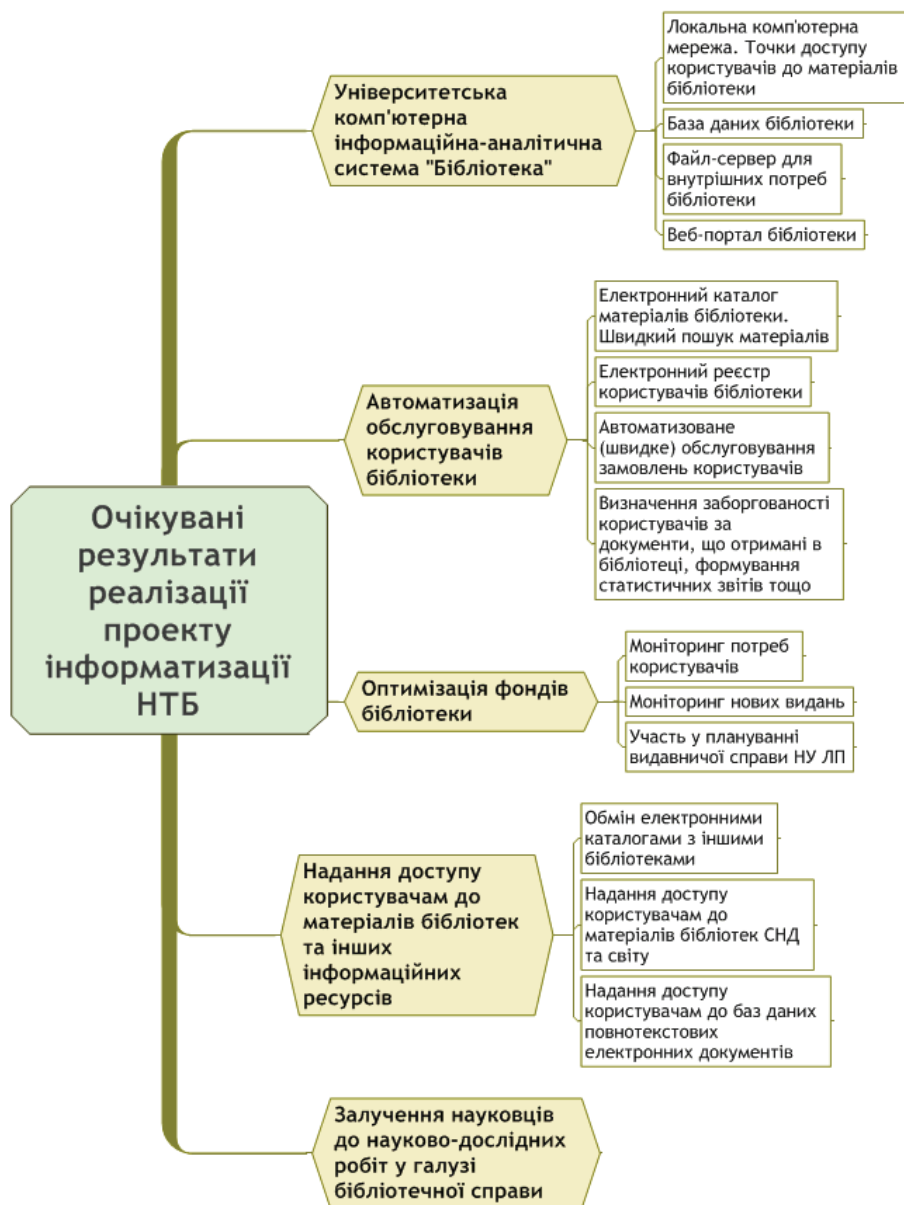 Очікувані
результати
реалізації
проекту
інформатизації
НТБ
Університетська
комп'ютерна
інформаційна-аналітична
система "Бібліотека"
Локальна комп'ютерна
мережа. Точки доступу
користувачів до матеріалів
бібліотеки
База даних бібліотеки
Файл-сервер для
внутрішних потреб
бібліотеки
Веб-портал бібліотеки
Автоматизація
обслуговування
користувачів
бібліотеки
Електронний каталог
матеріалів бібліотеки.
Швидкий пошук матеріалів
Електронний реєстр
користувачів бібліотеки
Автоматизоване
(швидке) обслуговування
замовлень користувачів
Визначення заборгованості
користувачів за
документи, що отримані в
бібліотеці, формування
статистичних звітів тощо
Оптимізація фондів
бібліотеки
Моніторинг потреб
користувачів
Моніторинг нових видань
Участь у плануванні
видавничої справи НУ ЛП
Надання доступу
користувачам до
матеріалів бібліотек
та інших
інформаційних
ресурсів
Обмін електронними
каталогами з іншими
бібліотеками
Надання доступу
користувачам до
матеріалів бібліотек СНД
та світу
Надання доступу
користувачам до баз даних
повнотекстових
електронних документів
Залучення науковців
до науково-дослідних
робіт у галузі
бібліотечної справи